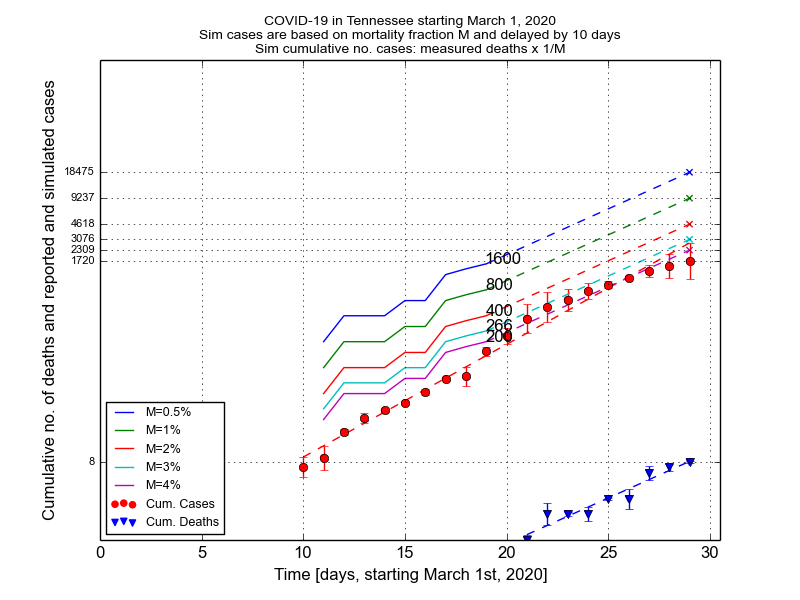 COVID-19 in Tennessee starting March 1, 2020
Sim cases are based on mortality fraction M and delayed by 10 days
Sim cumulative no. cases: measured deaths x 1/M
Cumulative no. of deaths and reported and simulated cases
18475
9237
4618
3076
2309
1720
8
1600
800
400
266
200
M=0.5%
M=1%
M=2%
M=3%
M=4%
Cum. Cases
Cum. Deaths
0 5 10 15 20 25 30
Time [days, starting March 1st, 2020]